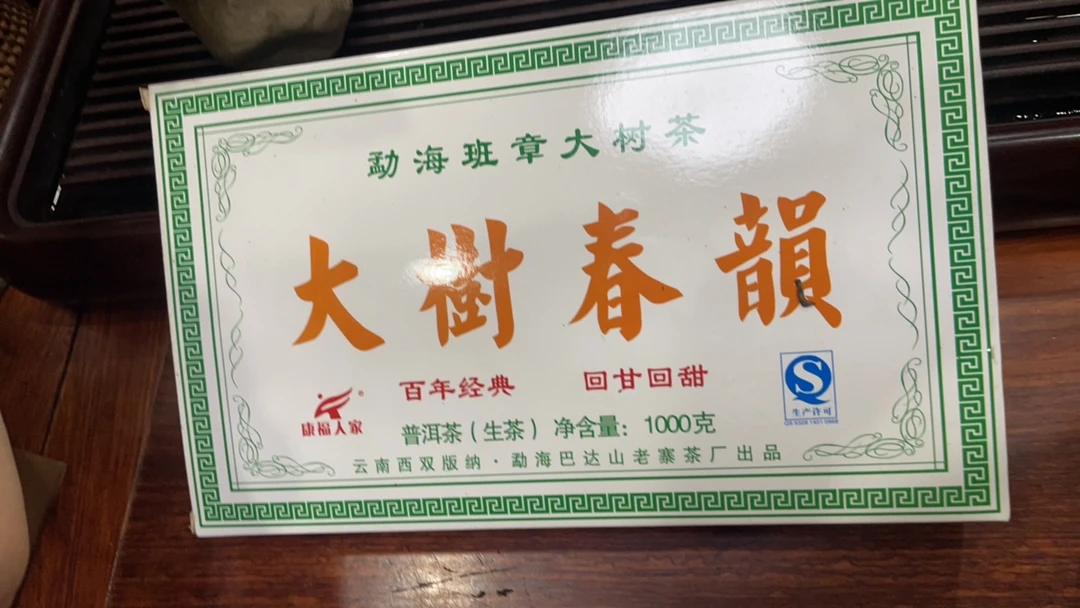 勐海班章大树茶
大樹春韻
百年经典 回甘回甜
康福人家
普洱茶（生茶） 净含量：1000克
生产许可
云南西双版纳·勐海巴达山老寨茶厂出品